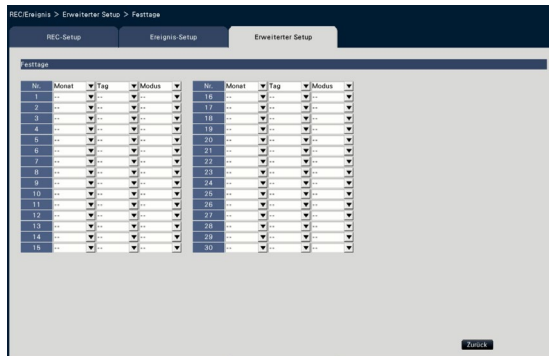 REC/Ereignis > Erweiterter Setup > Festtage
REC-Setup Ereignis-Setup Erweiterter Setup
Festtage
Nr. Monat Tag Modus Nr. Monat Tag Modus
1 -- -- -- 16 -- -- --
2 -- -- -- 17 -- -- --
3 -- -- -- 18 -- -- --
4 -- -- -- 19 -- -- --
5 -- -- -- 20 -- -- --
6 -- -- -- 21 -- -- --
7 -- -- -- 22 -- -- --
8 -- -- -- 23 -- -- --
9 -- -- -- 24 -- -- --
10 -- -- -- 25 -- -- --
11 -- -- -- 26 -- -- --
12 -- -- -- 27 -- -- --
13 -- -- -- 28 -- -- --
14 -- -- -- 29 -- -- --
15 -- -- -- 30 -- -- --
Zurück